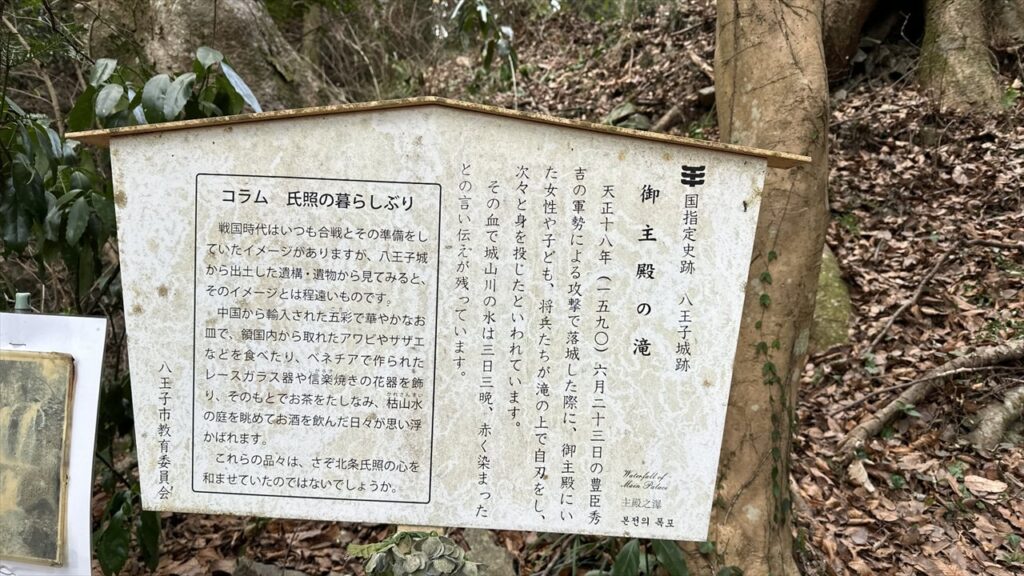 国指定史跡　八王子城跡
御主殿の滝
天正十八年（一五九〇）六月二十三日の豊臣秀
吉の軍勢による攻撃で落城した際に、御主殿にい
た女性や子ども、将兵たちが滝の上で自刃をし、
次々と身を投じたといわれています。
その血で城山川の水は三日三晩、赤く染まった
との言い伝えが残っています。
Waterfall of
Main Palace
主殿之瀑
본전의 폭포
コラム　氏照の暮らしぶり
戦国時代はいつも合戦とその準備をし
ていたイメージがありますが、八王子城
から出土した遺構・遺物から見てみると、
そのイメージとは程遠いものです。
中国から輸入された五彩で華やかなお
皿で、領国内から取れたアワビやサザエ
などを食べたり、ベネチアで作られた
レースガラス器や信楽焼きの花器を飾
り、そのもとでお茶をたしなみ、枯山水
の庭を眺めてお酒を飲んだ日々が思い浮
かばれます。
これらの品々は、さぞ北条氏照の心を
和ませていたのではないでしょうか。
八王子市教育委員会